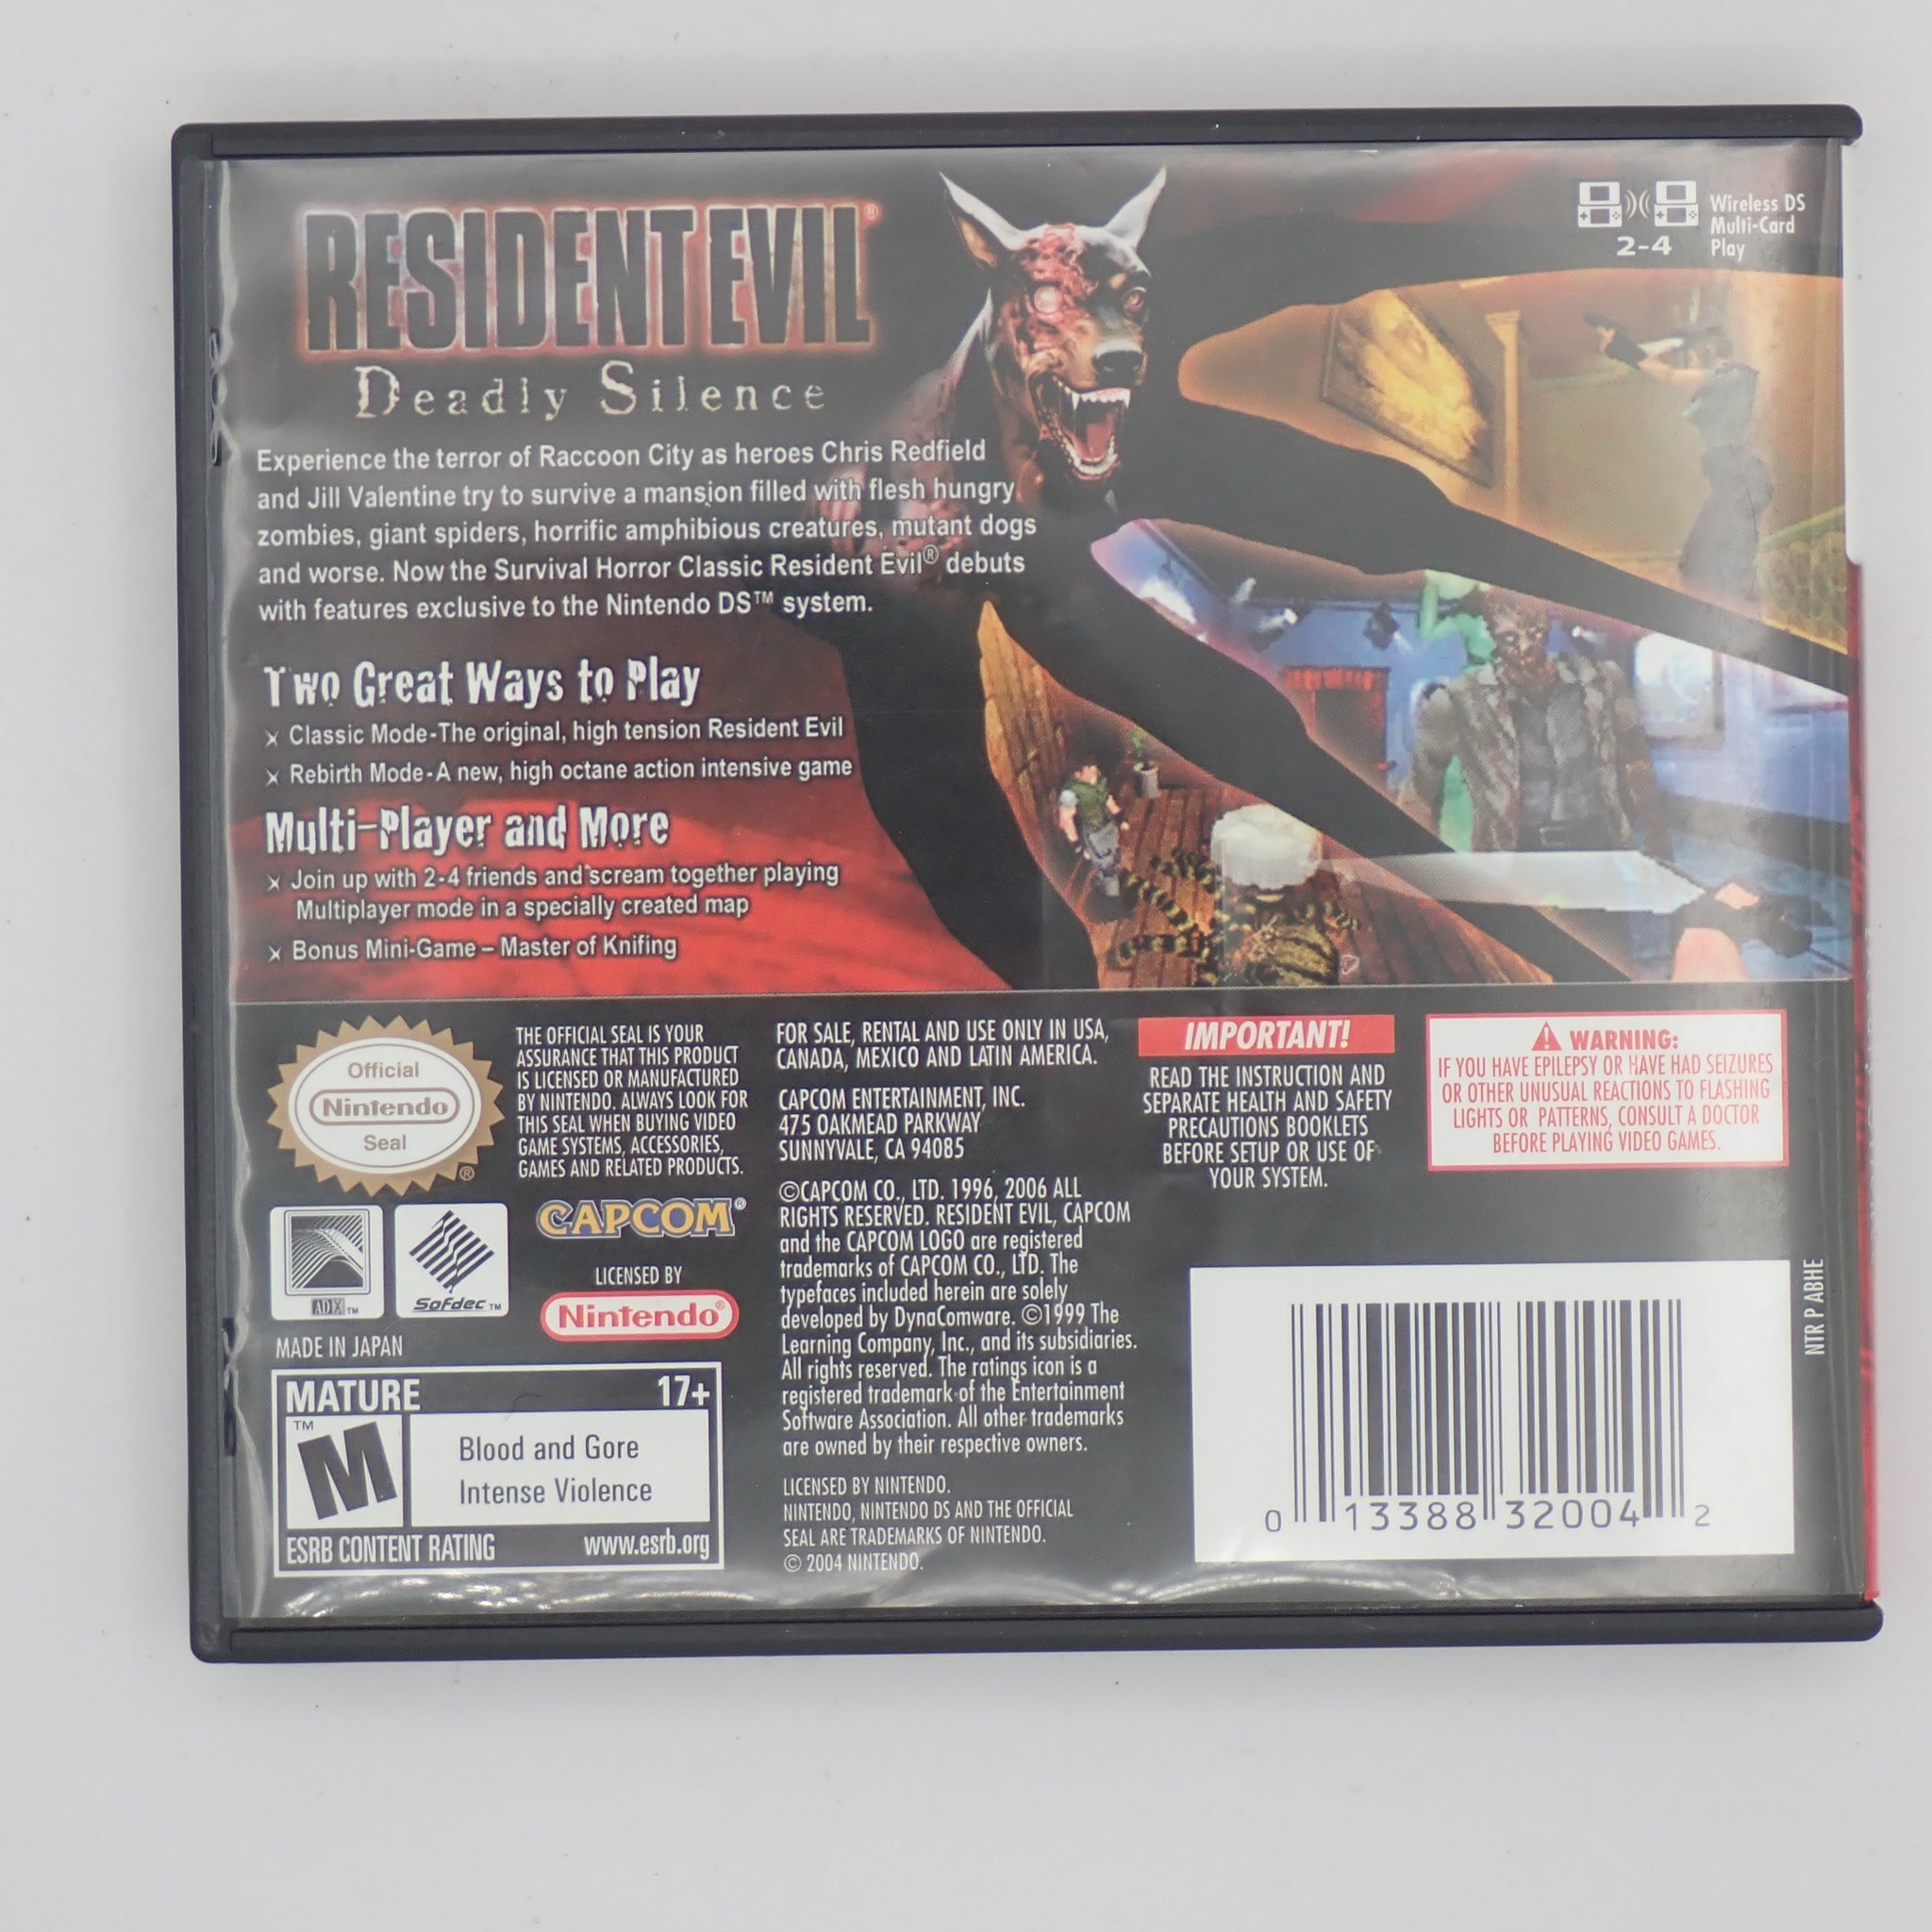 RESIDENT EVIL®
Deadly Silence
Wireless DS
Multi-Card
Play
2-4
Experience the terror of Raccoon City as heroes Chris Redfield
and Jill Valentine try to survive a mansion filled with flesh hungry
zombies, giant spiders, horrific amphibious creatures, mutant dogs
and worse. Now the Survival Horror Classic Resident Evil® debuts
with features exclusive to the Nintendo DS™ system.
Two Great Ways to Play
Classic Mode-The original, high tension Resident Evil
Rebirth Mode-A new, high octane action intensive game
Multi-Player and More
Join up with 2-4 friends and scream together playing
Multiplayer mode in a specially created map
Bonus Mini-Game – Master of Knifing
Official
Nintendo
Seal
®
THE OFFICIAL SEAL IS YOUR
ASSURANCE THAT THIS PRODUCT
IS LICENSED OR MANUFACTURED
BY NINTENDO. ALWAYS LOOK FOR
THIS SEAL WHEN BUYING VIDEO
GAME SYSTEMS, ACCESSORIES,
GAMES AND RELATED PRODUCTS.
ADX™
Sofdec™
CAPCOM®
LICENSED BY
Nintendo®
MADE IN JAPAN
MATURE 17+
™
M
Blood and Gore
Intense Violence
ESRB CONTENT RATING www.esrb.org
FOR SALE, RENTAL AND USE ONLY IN USA,
CANADA, MEXICO AND LATIN AMERICA.
CAPCOM ENTERTAINMENT, INC.
475 OAKMEAD PARKWAY
SUNNYVALE, CA 94085
©CAPCOM CO., LTD. 1996, 2006 ALL
RIGHTS RESERVED. RESIDENT EVIL, CAPCOM
and the CAPCOM LOGO are registered
trademarks of CAPCOM CO., LTD. The
typefaces included herein are solely
developed by DynaComware. ©1999 The
Learning Company, Inc., and its subsidiaries.
All rights reserved. The ratings icon is a
registered trademark of the Entertainment
Software Association. All other trademarks
are owned by their respective owners.
LICENSED BY NINTENDO.
NINTENDO, NINTENDO DS AND THE OFFICIAL
SEAL ARE TRADEMARKS OF NINTENDO.
© 2004 NINTENDO.
IMPORTANT!
READ THE INSTRUCTION AND
SEPARATE HEALTH AND SAFETY
PRECAUTIONS BOOKLETS
BEFORE SETUP OR USE OF
YOUR SYSTEM.
WARNING:
IF YOU HAVE EPILEPSY OR HAVE HAD SEIZURES
OR OTHER UNUSUAL REACTIONS TO FLASHING
LIGHTS OR PATTERNS, CONSULT A DOCTOR
BEFORE PLAYING VIDEO GAMES.
NTR P ABHE
0 13388 32004 2